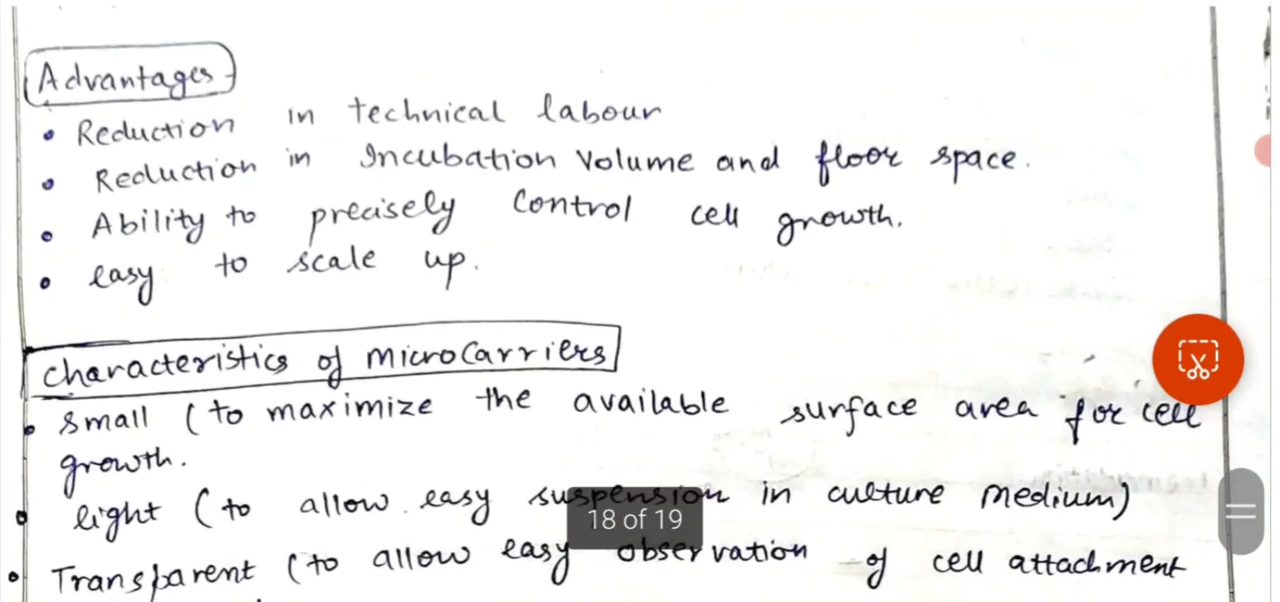 Advantages -
• Reduction in technical labour
• Reduction in Incubation volume and floor space.
• Ability to precisely control cell growth.
• easy to scale up.
Characteristics of Microcarriers
• small (to maximize the available surface area for cell
growth.
• light (to allow easy suspension in culture medium)
18 of 19
• Transparent (to allow easy observation of cell attachment